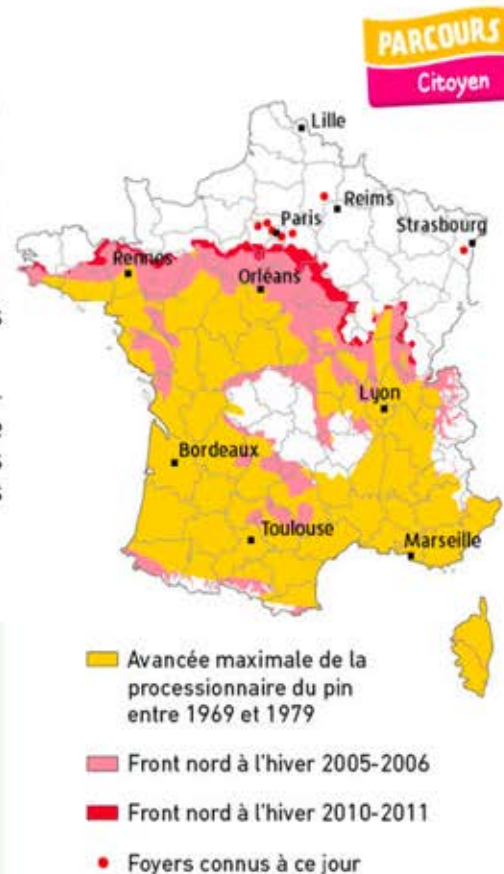 PARCOURS
Citoyen
Lille
Reims
Paris
Strasbourg
Rennes
Orléans
Lyon
Bordeaux
Toulouse
Marseille
Avancée maximale de la
processionnaire du pin
entre 1969 et 1979
Front nord à l'hiver 2005-2006
Front nord à l'hiver 2010-2011
Foyers connus à ce jour